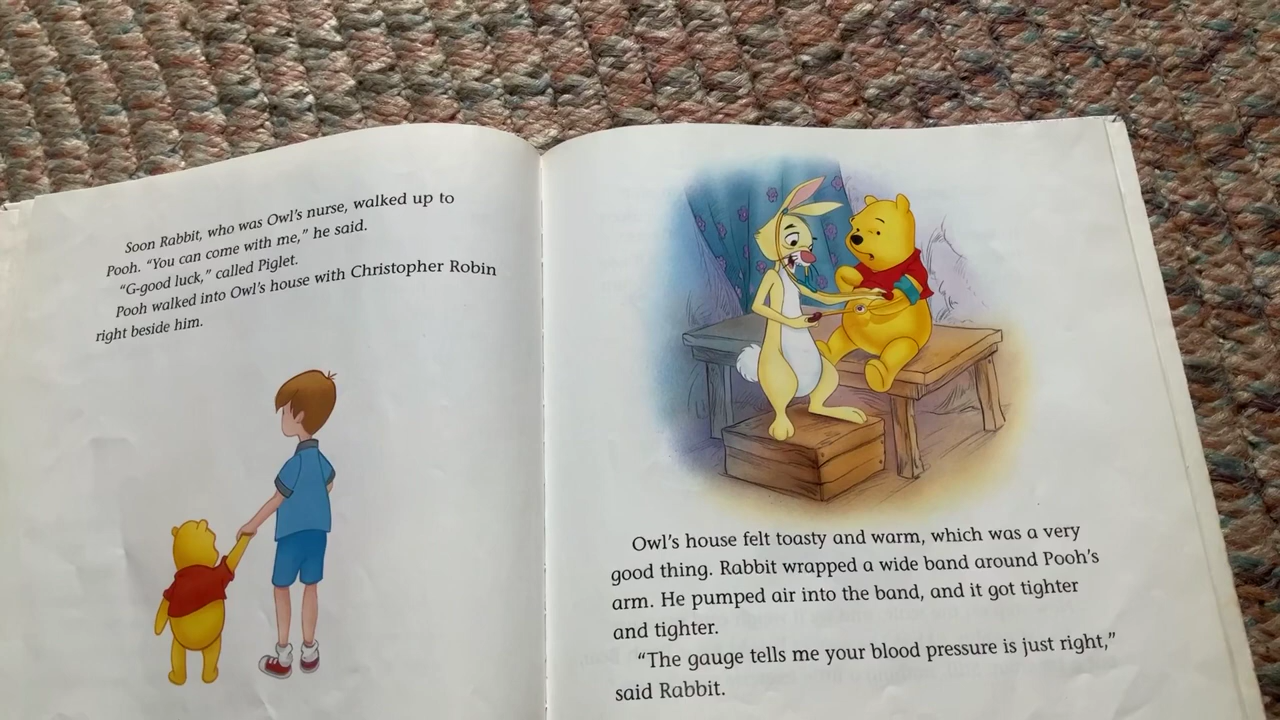 Soon Rabbit, who was Owl's nurse, walked up to
Pooh. "You can come with me," he said.
"G-good luck," called Piglet.
Pooh walked into Owl's house with Christopher Robin
right beside him.
Owl's house felt toasty and warm, which was a very
good thing. Rabbit wrapped a wide band around Pooh's
arm. He pumped air into the band, and it got tighter
and tighter.
"The gauge tells me your blood pressure is just right,"
said Rabbit.